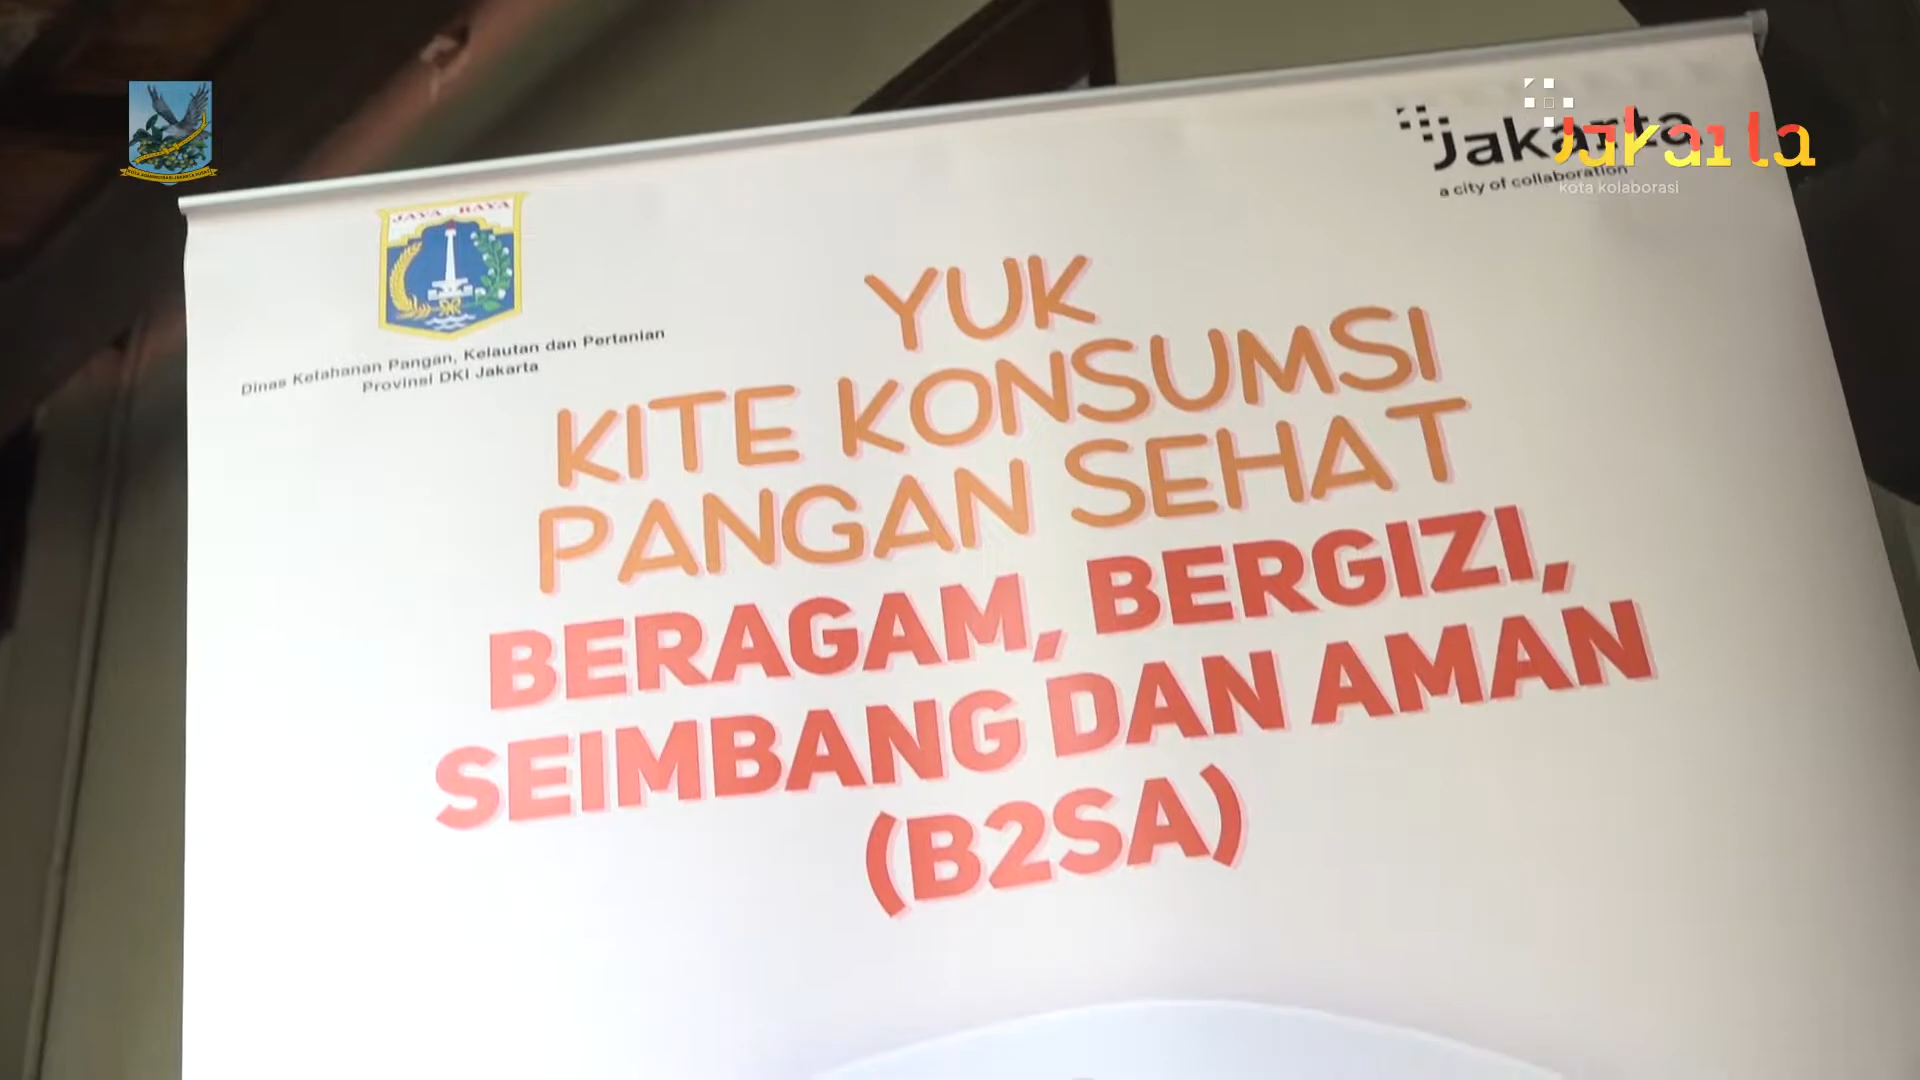 JAYA RAYA
Dinas Ketahanan Pangan, Kelautan dan Pertanian
Provinsi DKI Jakarta
Jakarta
a city of collaboration
Jakarta
kota kolaborasi
YUK
KITE KONSUMSI
PANGAN SEHAT
BERAGAM, BERGIZI,
SEIMBANG DAN AMAN
(B2SA)